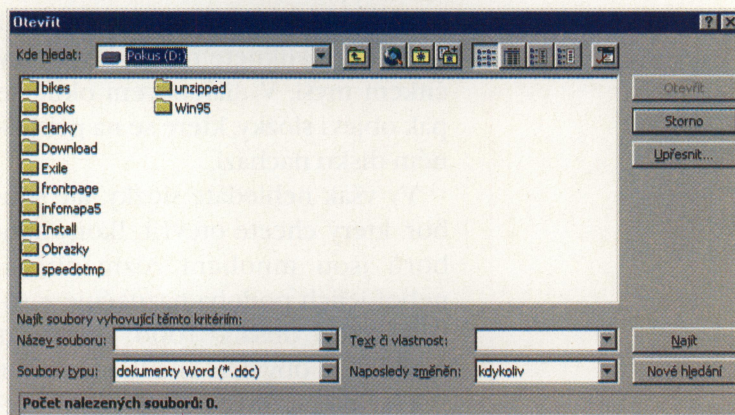 Otevřít
Kde hledat: Pokus (D:)
bikes
Books
clanky
Download
Exile
frontpage
infomapa5
Install
Obrazky
speedotmp
unzipped
Win95
Otevřít
Storno
Upřesnit...
Najít soubory vyhovující těmto kritériím:
Název souboru: Text či vlastnost: Najít
Soubory typu: dokumenty Word (*.doc) Naposledy změněn: kdykoliv Nové hledání
Počet nalezených souborů: 0.